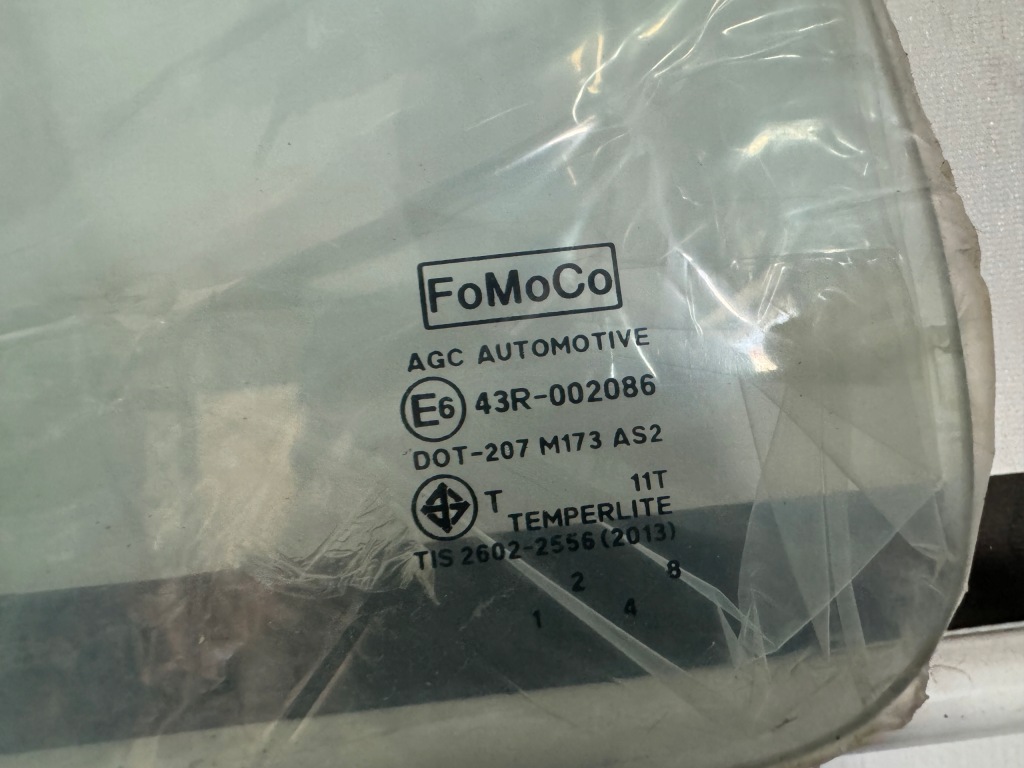 FoMoCo
AGC AUTOMOTIVE
E6 43R-002086
DOT-207 M173 AS2
11T
T TEMPERLITE
TIS 2602-2556 (2013)
2 8
1 4